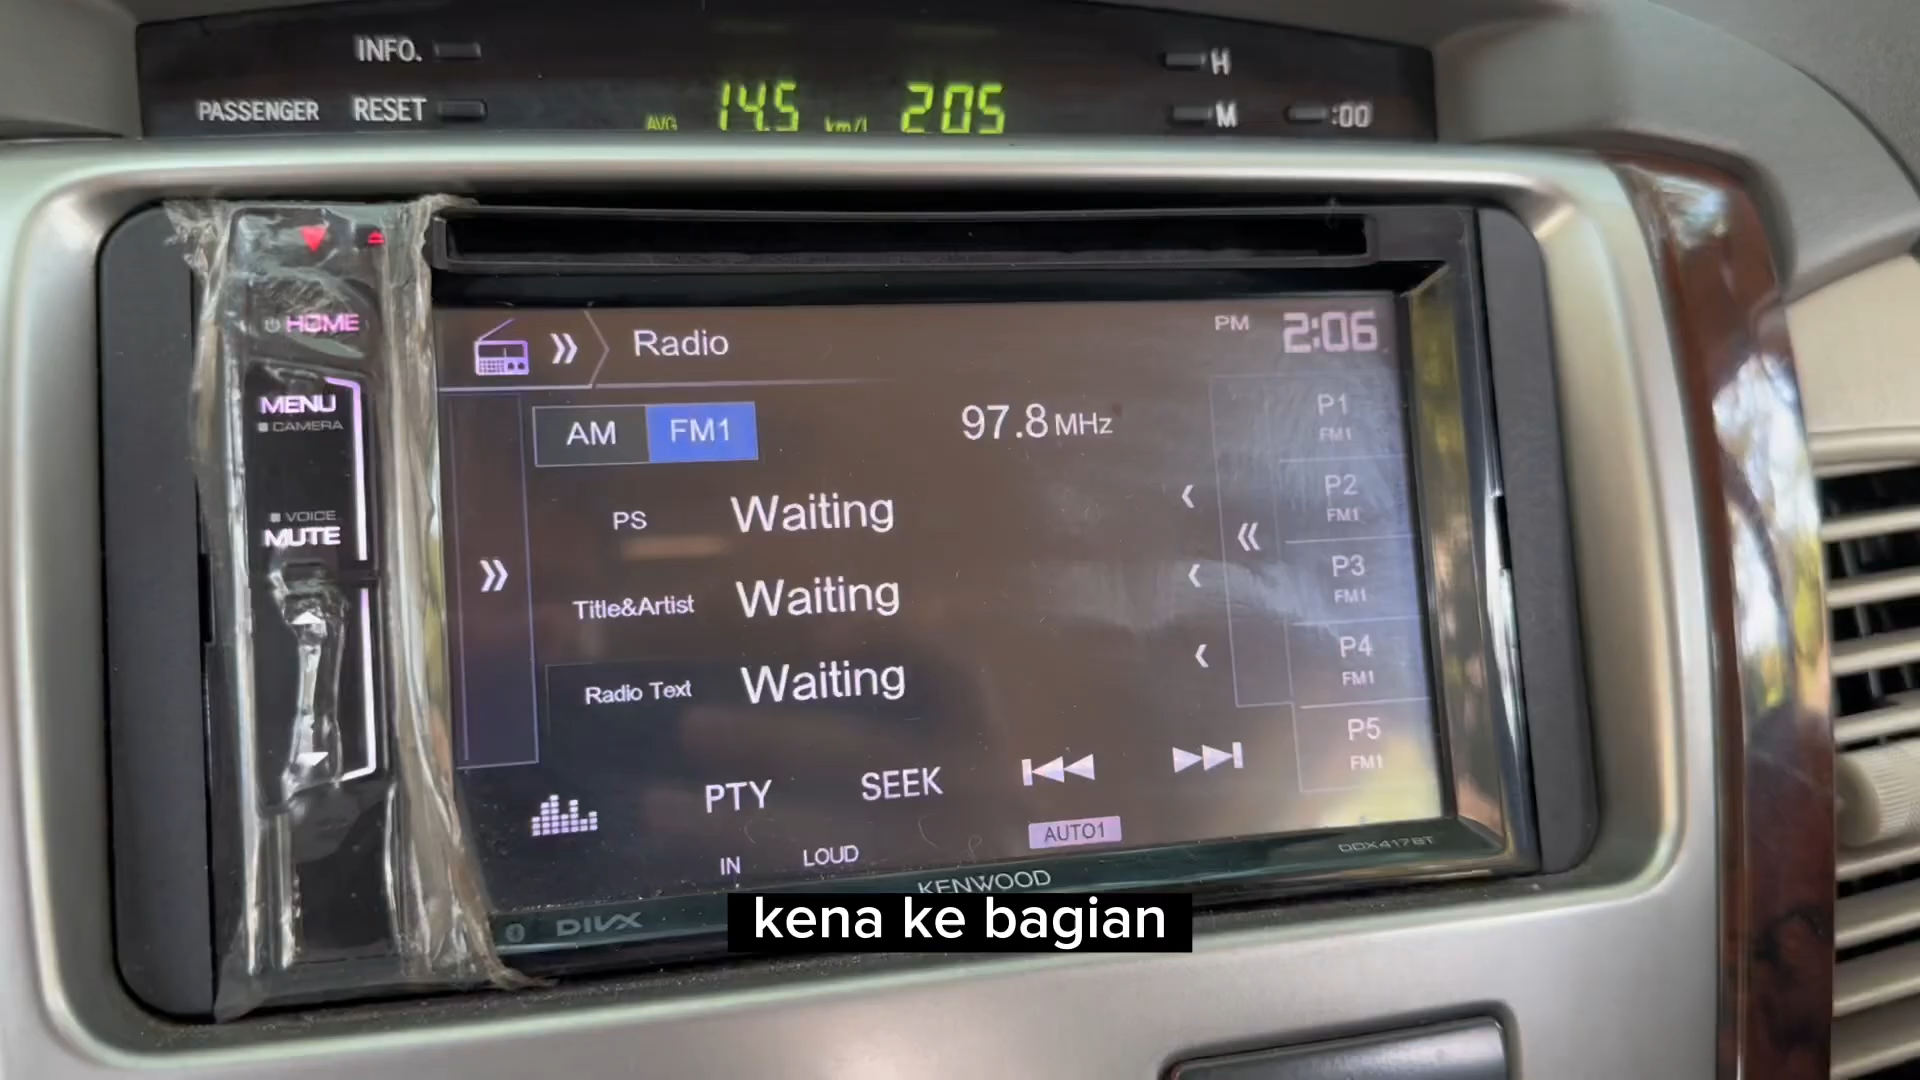 INFO.
H
PASSENGER RESET
AVG 14.5 km/l 205
M :00
HOME
Radio
PM 2:06
MENU
CAMERA
AM FM1
97.8 MHz
P1
FM1
VOICE
MUTE
PS Waiting
P2
FM1
Title&Artist Waiting
P3
FM1
Radio Text Waiting
P4
FM1
P5
FM1
PTY SEEK
AUTO1
IN LOUD
DDX417BT
KENWOOD
DIVX
kena ke bagian